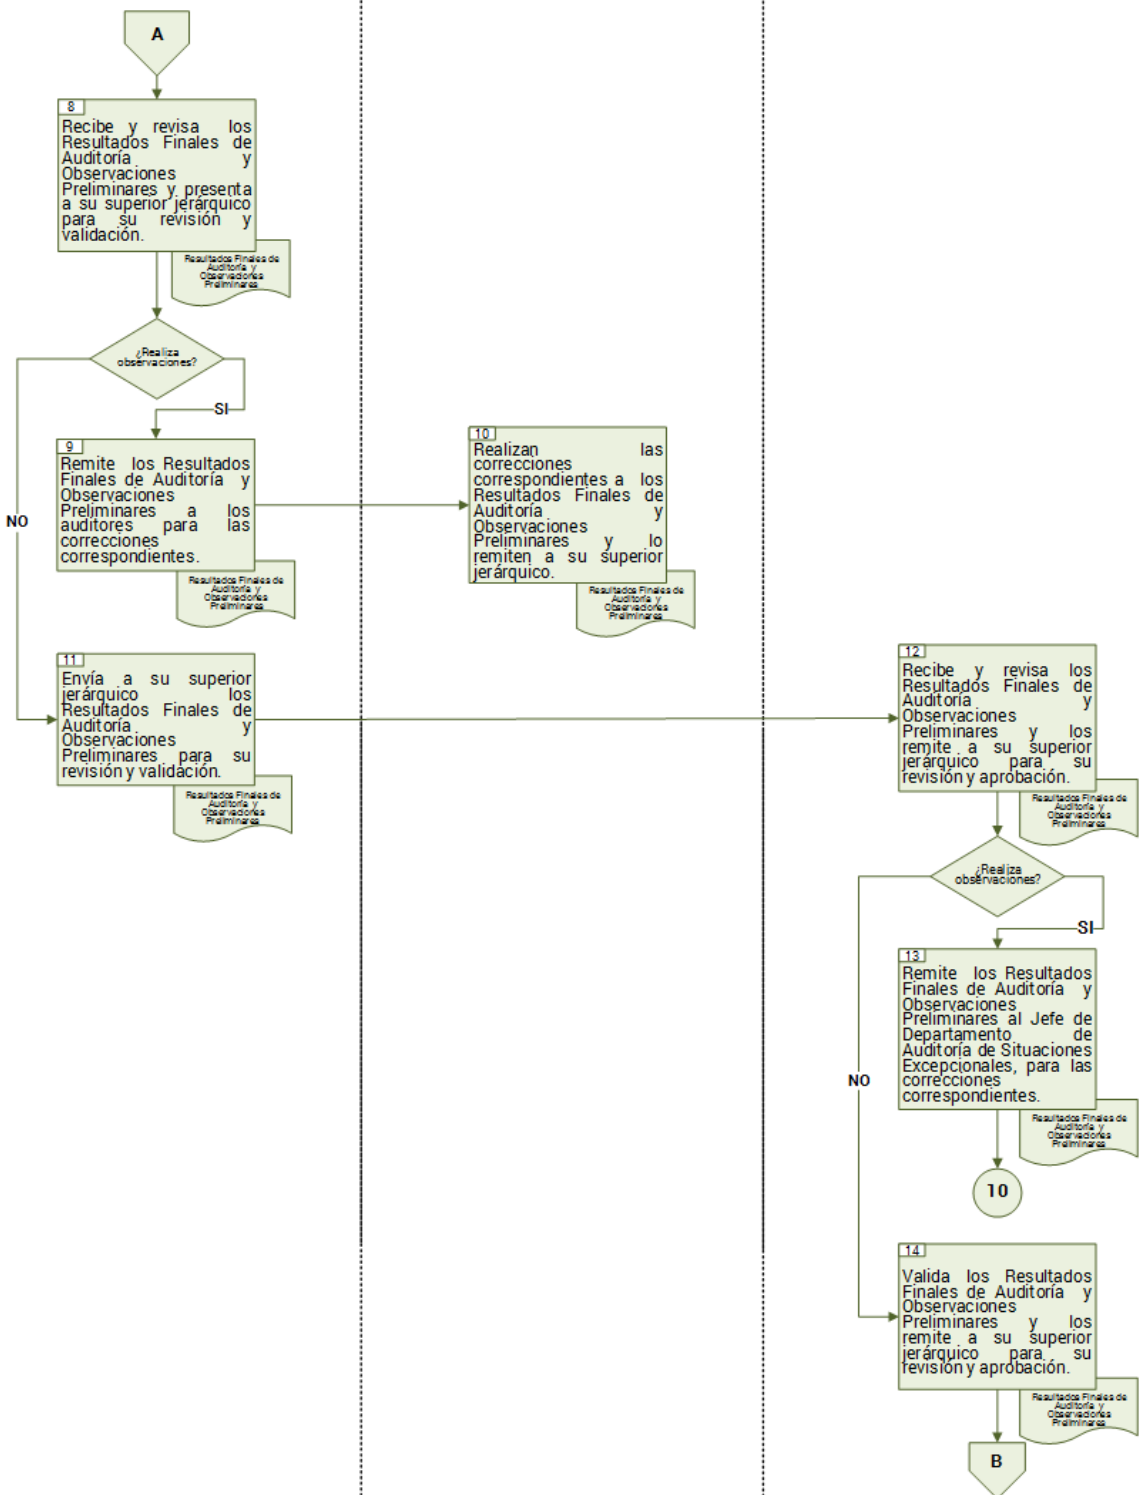 A
8
Recibe y revisa los
Resultados Finales de
Auditoría y
Observaciones
Preliminares y presenta
a su superior jerárquico
para su revisión y
validación.
Resultados Finales de
Auditoría y
Observaciones
Preliminares
¿Realiza
observaciones?
SI
NO
9
Remite los Resultados
Finales de Auditoría y
Observaciones
Preliminares a los
auditores para las
correcciones
correspondientes.
Resultados Finales de
Auditoría y
Observaciones
Preliminares
10
Realizan las
correcciones
correspondientes a los
Resultados Finales de
Auditoría y
Observaciones
Preliminares y lo
remiten a su superior
jerárquico.
Resultados Finales de
Auditoría y
Observaciones
Preliminares
11
Envía a su superior
jerárquico los
Resultados Finales de
Auditoría y
Observaciones
Preliminares para su
revisión y validación.
Resultados Finales de
Auditoría y
Observaciones
Preliminares
12
Recibe y revisa los
Resultados Finales de
Auditoría y
Observaciones
Preliminares y los
remite a su superior
jerárquico para su
revisión y aprobación.
Resultados Finales de
Auditoría y
Observaciones
Preliminares
¿Realiza
observaciones?
SI
NO
13
Remite los Resultados
Finales de Auditoría y
Observaciones
Preliminares al Jefe de
Departamento de
Auditoría de Situaciones
Excepcionales, para las
correcciones
correspondientes.
Resultados Finales de
Auditoría y
Observaciones
Preliminares
10
14
Valida los Resultados
Finales de Auditoría y
Observaciones
Preliminares y los
remite a su superior
jerárquico para su
revisión y aprobación.
Resultados Finales de
Auditoría y
Observaciones
Preliminares
B